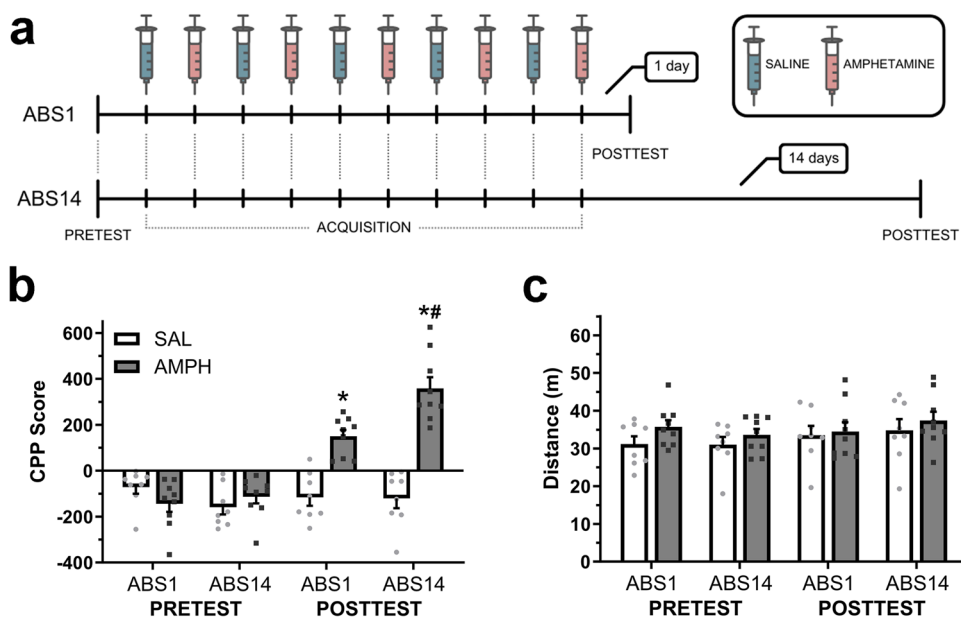 a
1 day
SALINE
AMPHETAMINE
ABS1
POSTTEST
14 days
ABS14
PRETEST
ACQUISITION
POSTTEST
b
CPP Score
600
400
200
0
-200
-400
SAL
AMPH
*
*#
ABS1 ABS14 ABS1 ABS14
PRETEST POSTTEST
c
Distance (m)
60
50
40
30
20
10
0
ABS1 ABS14 ABS1 ABS14
PRETEST POSTTEST